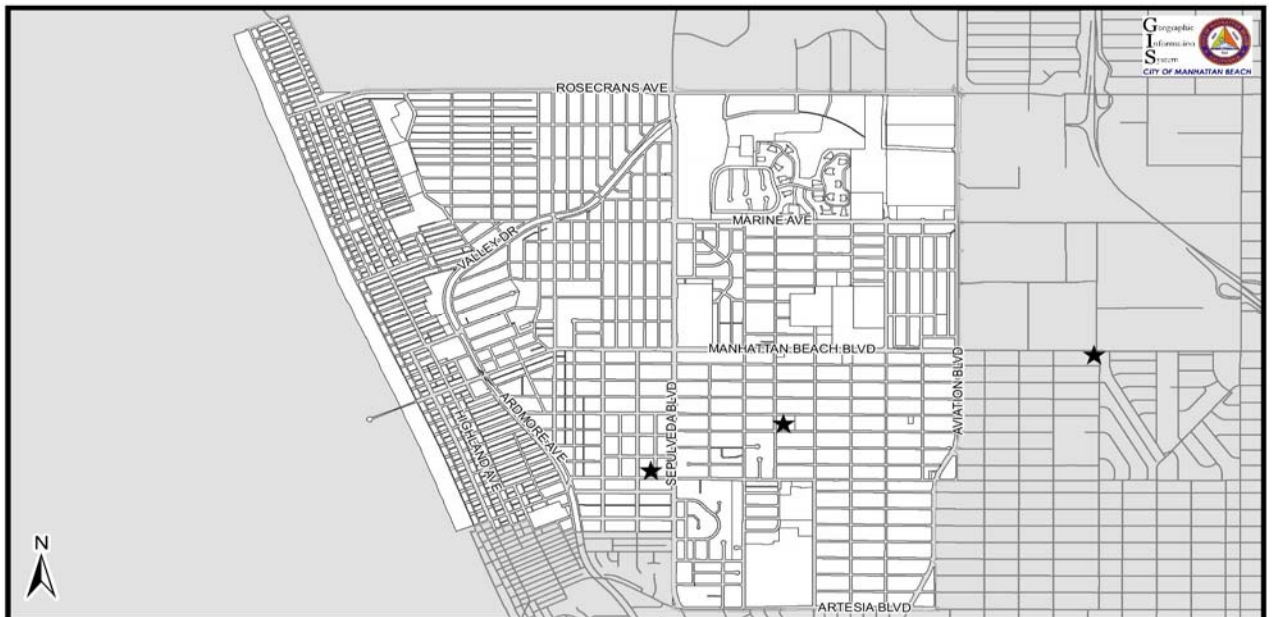 Geographic
Information
System
CITY OF MANHATTAN BEACH
ROSECRANS AVE
MARINE AVE
VALLEY DR
MANHATTAN BEACH BLVD
SEPULVEDA BLVD
AVIATION BLVD
ARDMORE AVE
HIGHLAND AVE
N
ARTESIA BLVD